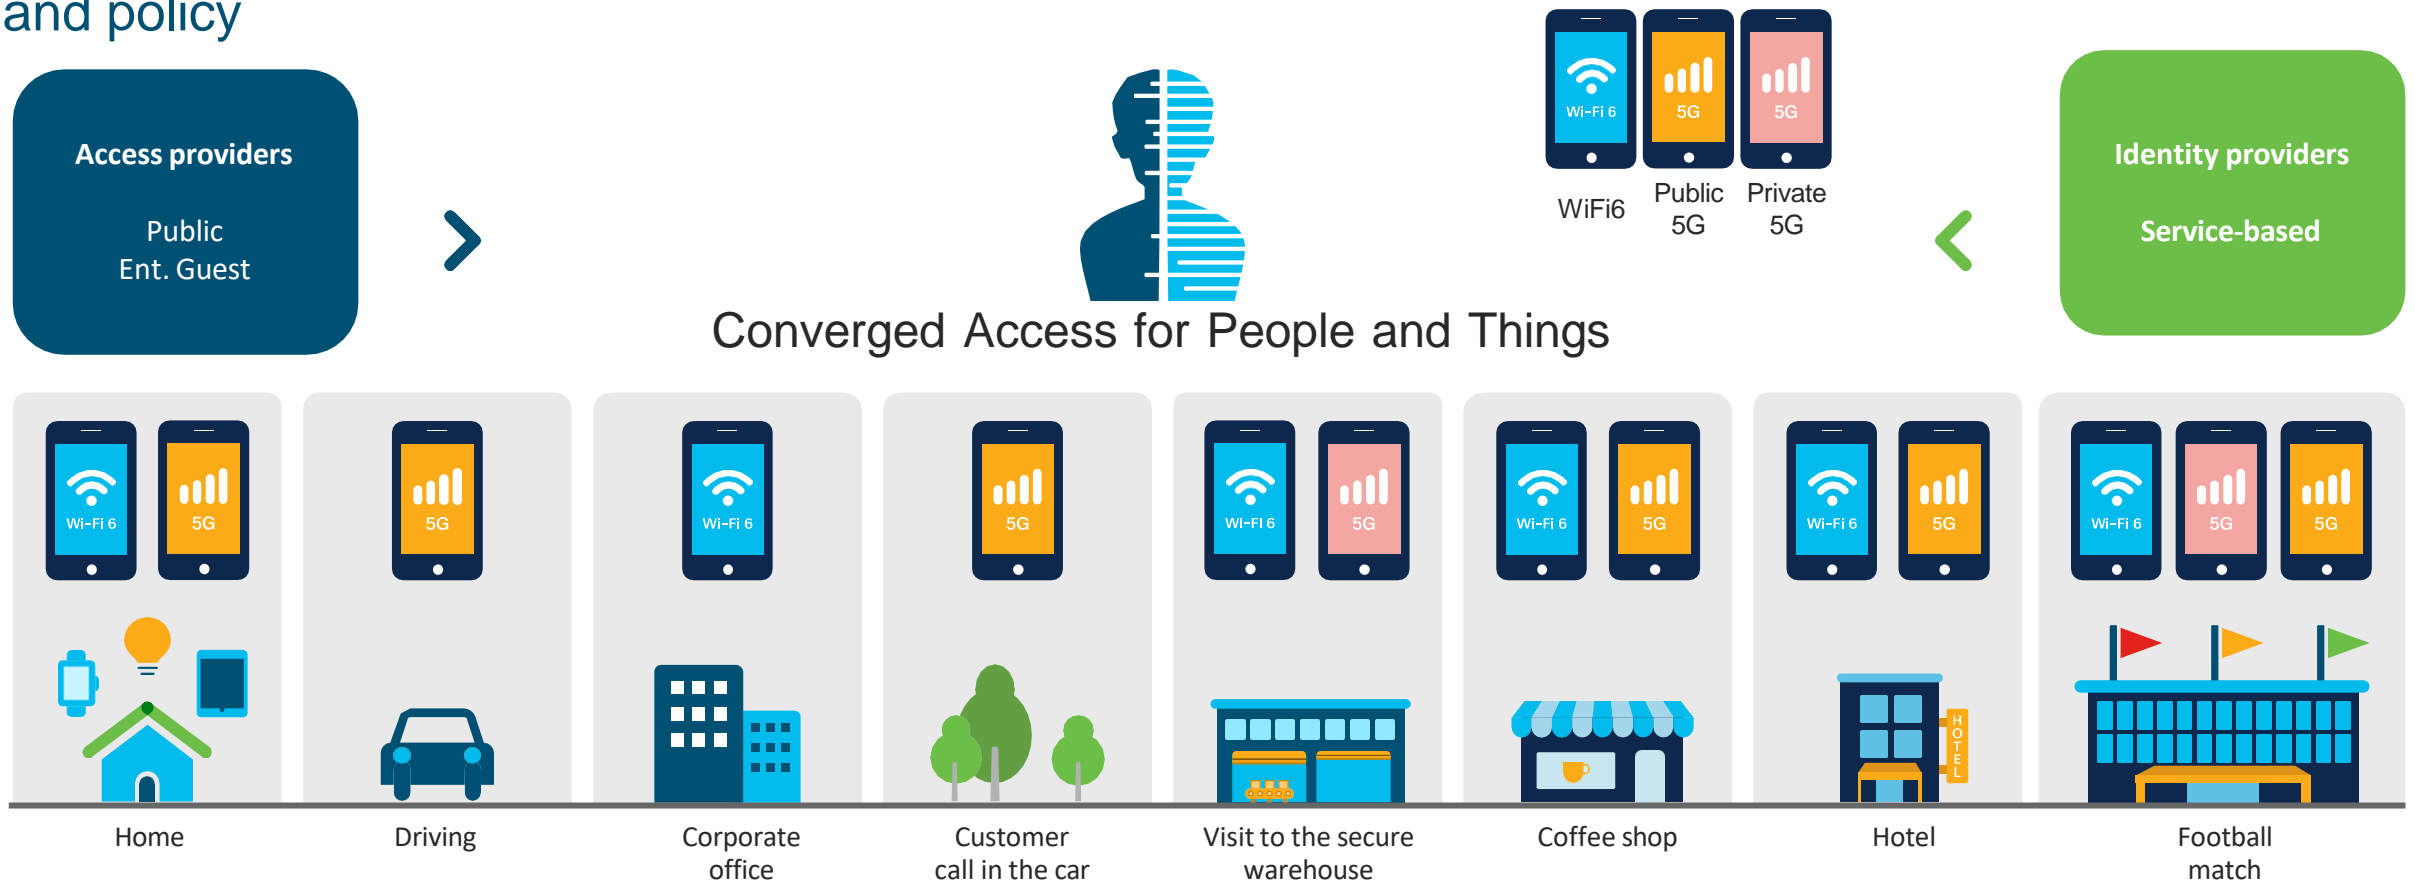 and policy
Access providers
Public
Ent. Guest
Wi-Fi 6
5G
5G
WiFi6
Public
5G
Private
5G
Identity providers
Service-based
Converged Access for People and Things
Wi-Fi 6
5G
5G
Wi-Fi 6
5G
Wi-Fi 6
5G
Wi-Fi 6
5G
Wi-Fi 6
5G
Wi-Fi 6
5G
5G
HOTEL
Home
Driving
Corporate
office
Customer
call in the car
Visit to the secure
warehouse
Coffee shop
Hotel
Football
match